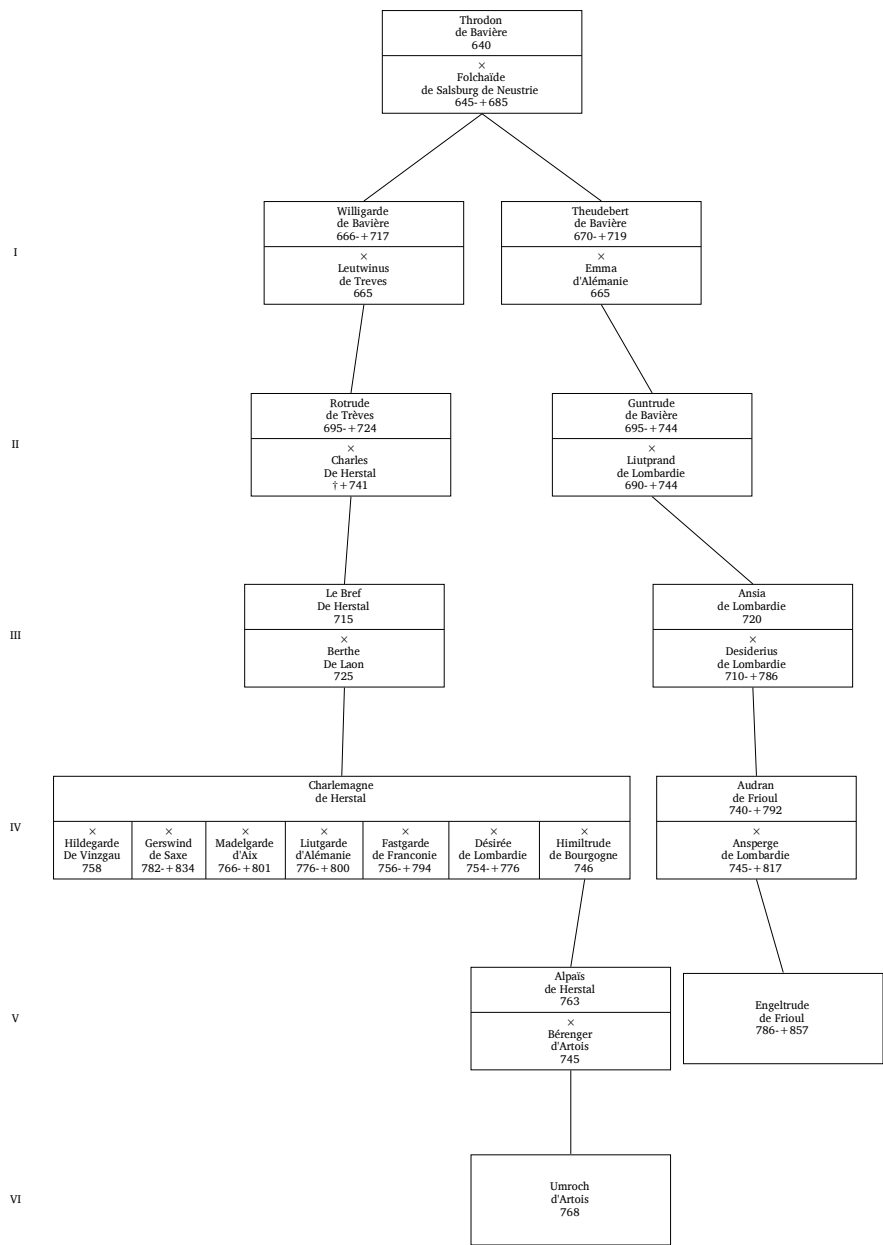 Throdon
de Bavière
640
×
Folchaïde
de Salsburg de Neustrie
645-+685
I
Willigarde
de Bavière
666-+717
×
Leutwinus
de Treves
665
Theudebert
de Bavière
670-+719
×
Emma
d'Alémanie
665
II
Rotrude
de Trèves
695-+724
×
Charles
De Herstal
†+741
Guntrude
de Bavière
695-+744
×
Liutprand
de Lombardie
690-+744
III
Le Bref
De Herstal
715
×
Berthe
De Laon
725
Ansia
de Lombardie
720
×
Desiderius
de Lombardie
710-+786
IV
Charlemagne
de Herstal
×
Hildegarde
De Vinzgau
758
×
Gerswind
de Saxe
782-+834
×
Madelgarde
d'Aix
766-+801
×
Liutgarde
d'Alémanie
776-+800
×
Fastgarde
de Franconie
756-+794
×
Désirée
de Lombardie
754-+776
×
Himiltrude
de Bourgogne
746
Audran
de Frioul
740-+792
×
Ansperge
de Lombardie
745-+817
V
Alpaïs
de Herstal
763
×
Bérenger
d'Artois
745
Engeltrude
de Frioul
786-+857
VI
Umroch
d'Artois
768